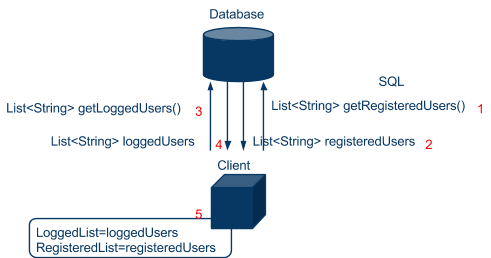 Database
SQL
List<String> getLoggedUsers() 3
List<String> getRegisteredUsers() 1
List<String> loggedUsers 4
List<String> registeredUsers 2
Client
5
LoggedList=loggedUsers
RegisteredList=registeredUsers